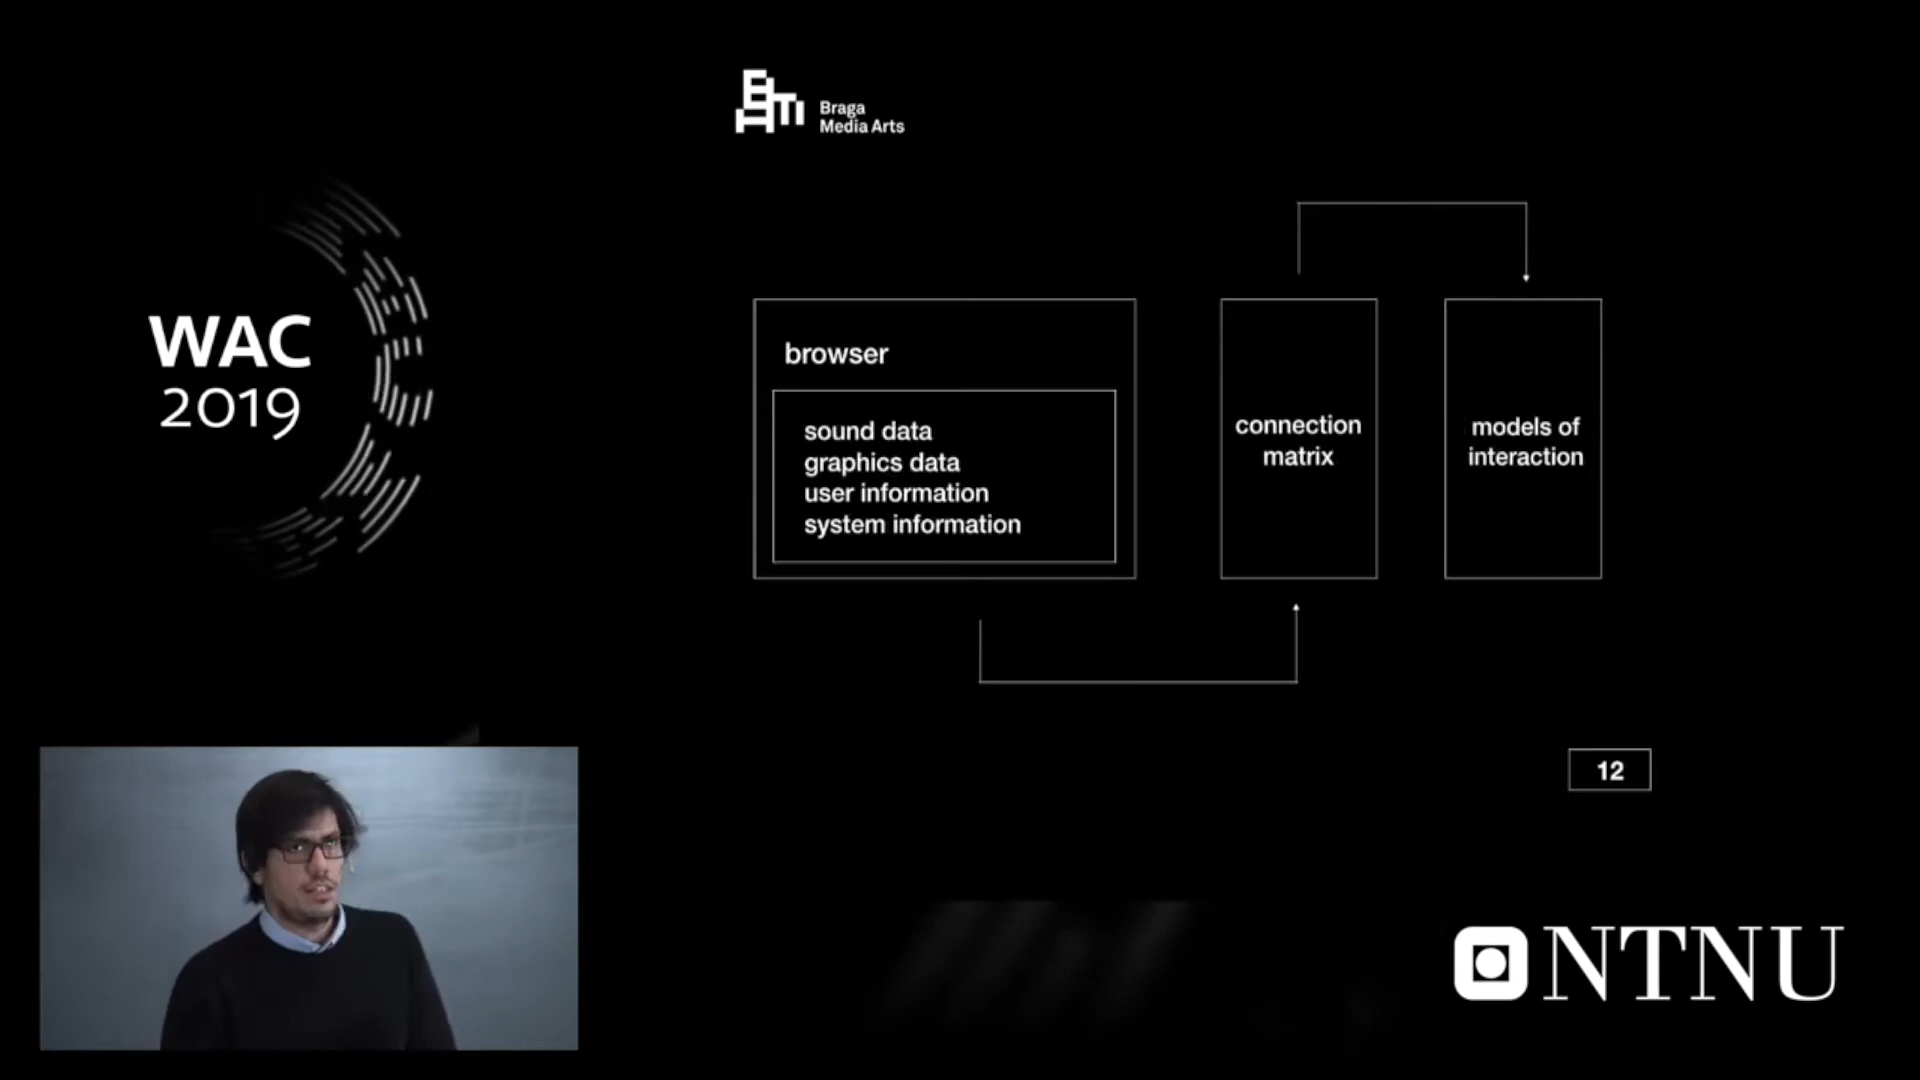 Braga
Media Arts
WAC
2019
browser
sound data
graphics data
user information
system information
connection
matrix
models of
interaction
12
NTNU